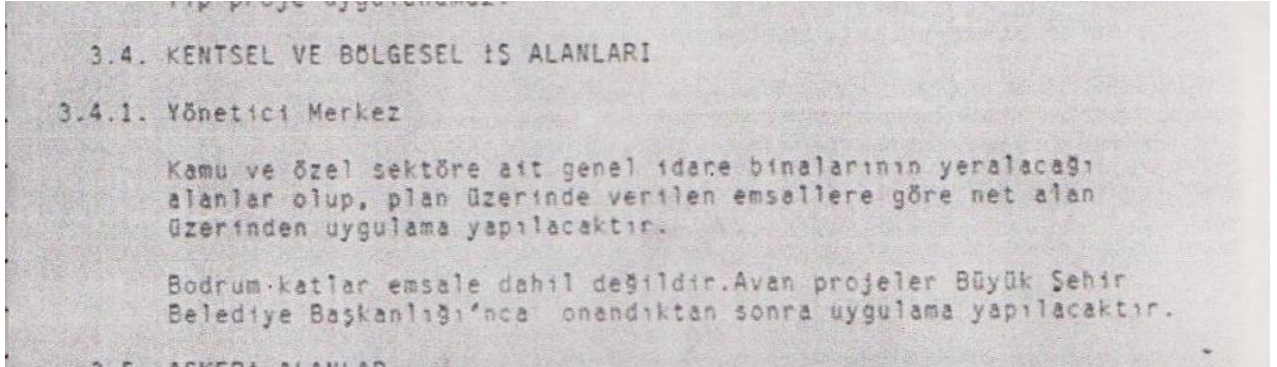 3.4. KENTSEL VE BÖLGESEL İŞ ALANLARI
3.4.1. Yönetici Merkez
Kamu ve özel sektöre ait genel idare binalarının yeralacağı
alanlar olup, plan üzerinde verilen emsallere göre net alan
üzerinden uygulama yapılacaktır.
Bodrum katlar emsale dahil değildir.Avan projeler Büyük Şehir
Belediye Başkanlığı'nca onandıktan sonra uygulama yapılacaktır.